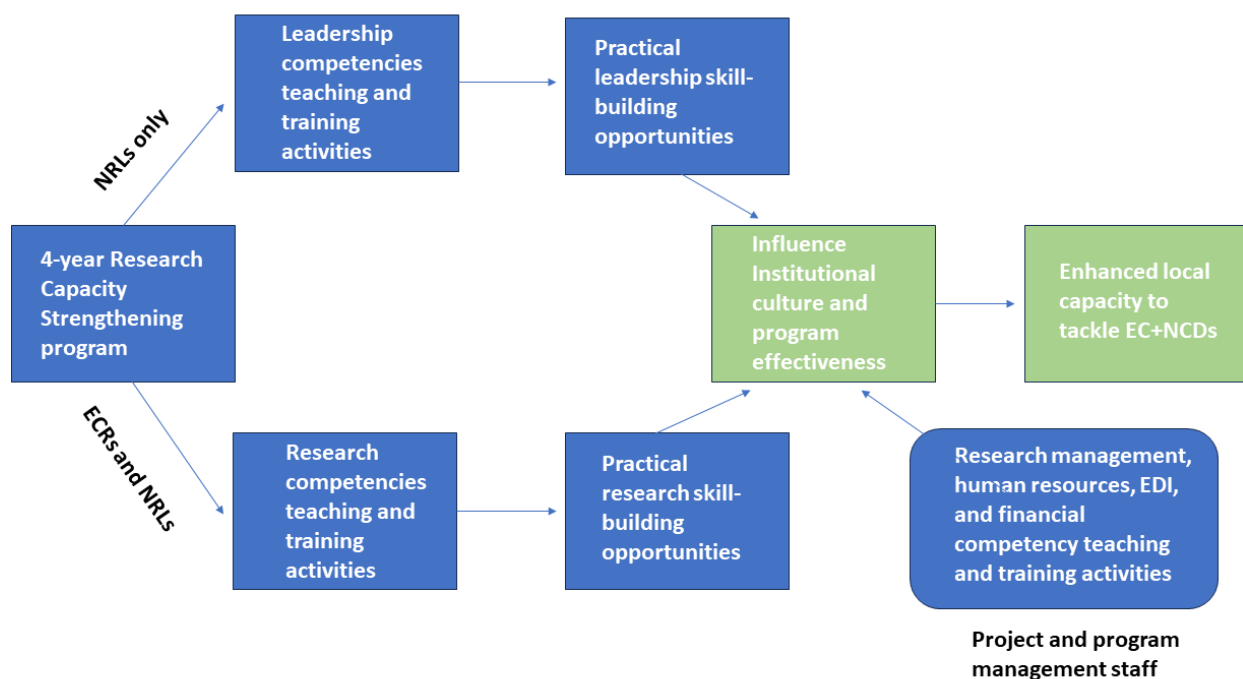 Leadership
competencies
teaching and
training
activities
Practical
leadership skill-
building
opportunities
NRLs only
4-year Research
Capacity
Strengthening
program
Influence
Institutional
culture and
program
effectiveness
Enhanced local
capacity to
tackle EC+NCDs
ECRs and NRLs
Research
competencies
teaching and
training
activities
Practical
research skill-
building
opportunities
Research management,
human resources, EDI,
and financial
competency teaching
and training activities
Project and program
management staff